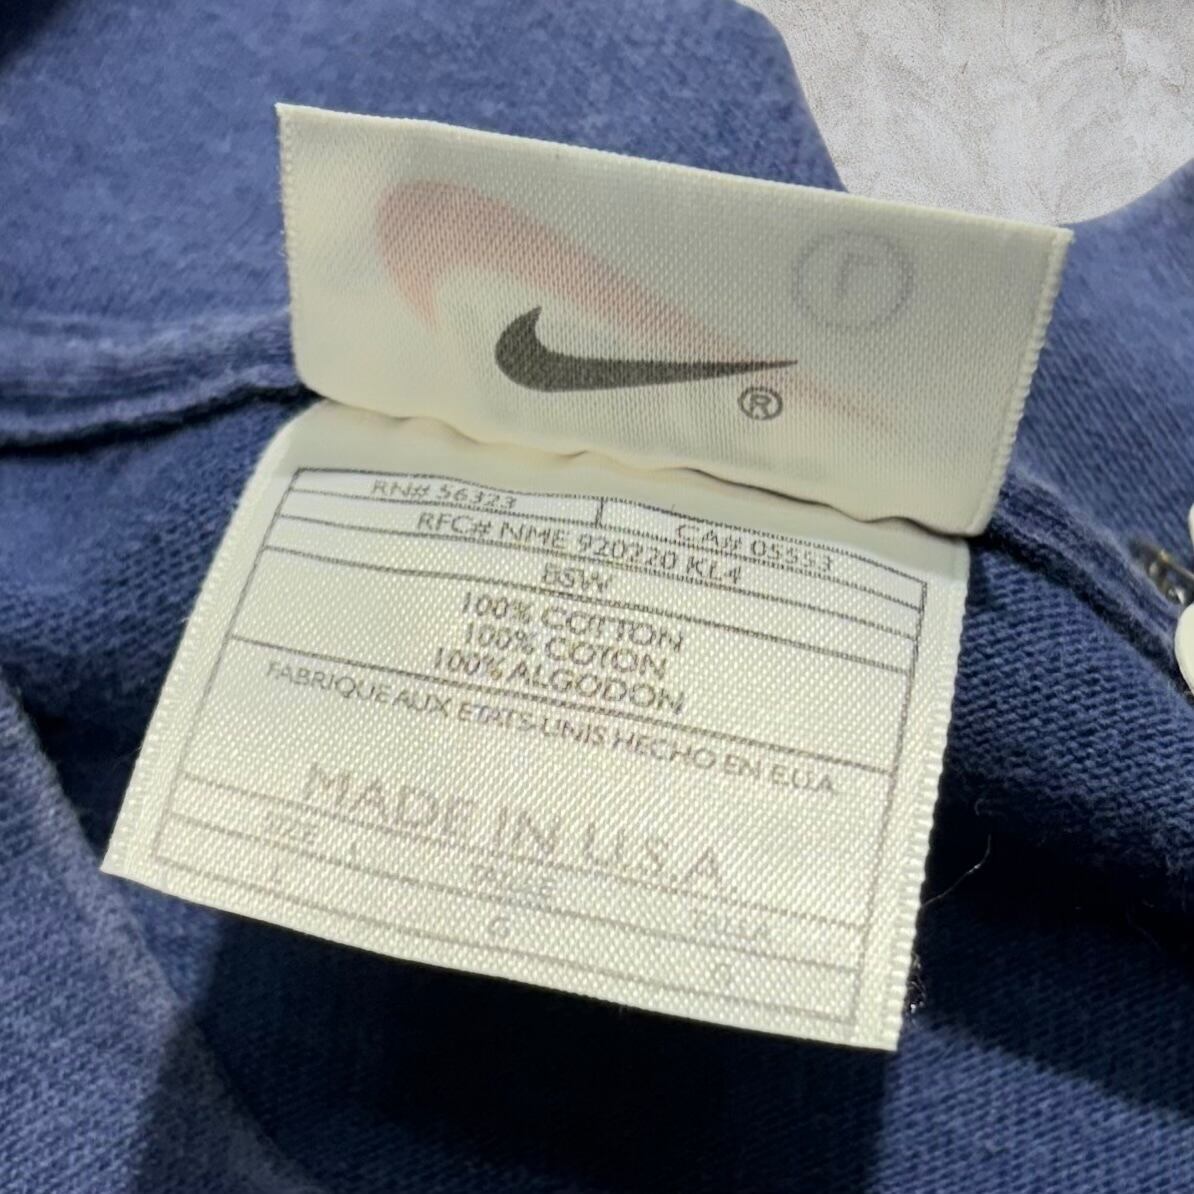 ®
RN# 56323 CA# 05553
RFC# NME 920220 KL4
BSW
100% COTTON
100% COTON
100% ALGODON
FABRIQUE AUX ETATS-UNIS HECHO EN EUA
MADE IN U.S.A.
SIZE TAILLE TALLA
L G G